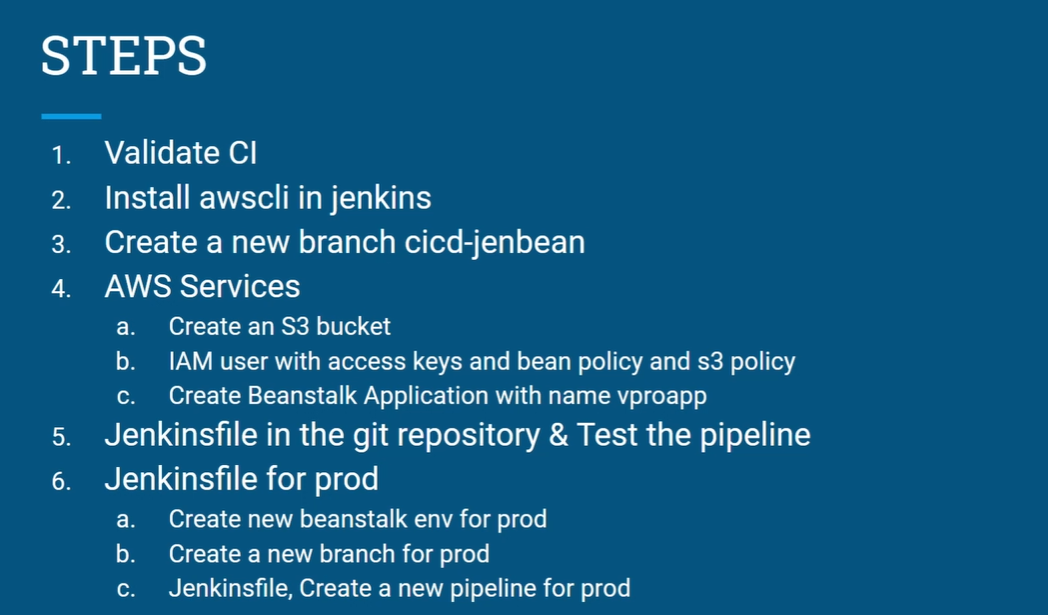 STEPS
1. Validate CI
2. Install awscli in jenkins
3. Create a new branch cicd-jenbean
4. AWS Services
a. Create an S3 bucket
b. IAM user with access keys and bean policy and s3 policy
c. Create Beanstalk Application with name vproapp
5. Jenkinsfile in the git repository & Test the pipeline
6. Jenkinsfile for prod
a. Create new beanstalk env for prod
b. Create a new branch for prod
c. Jenkinsfile, Create a new pipeline for prod